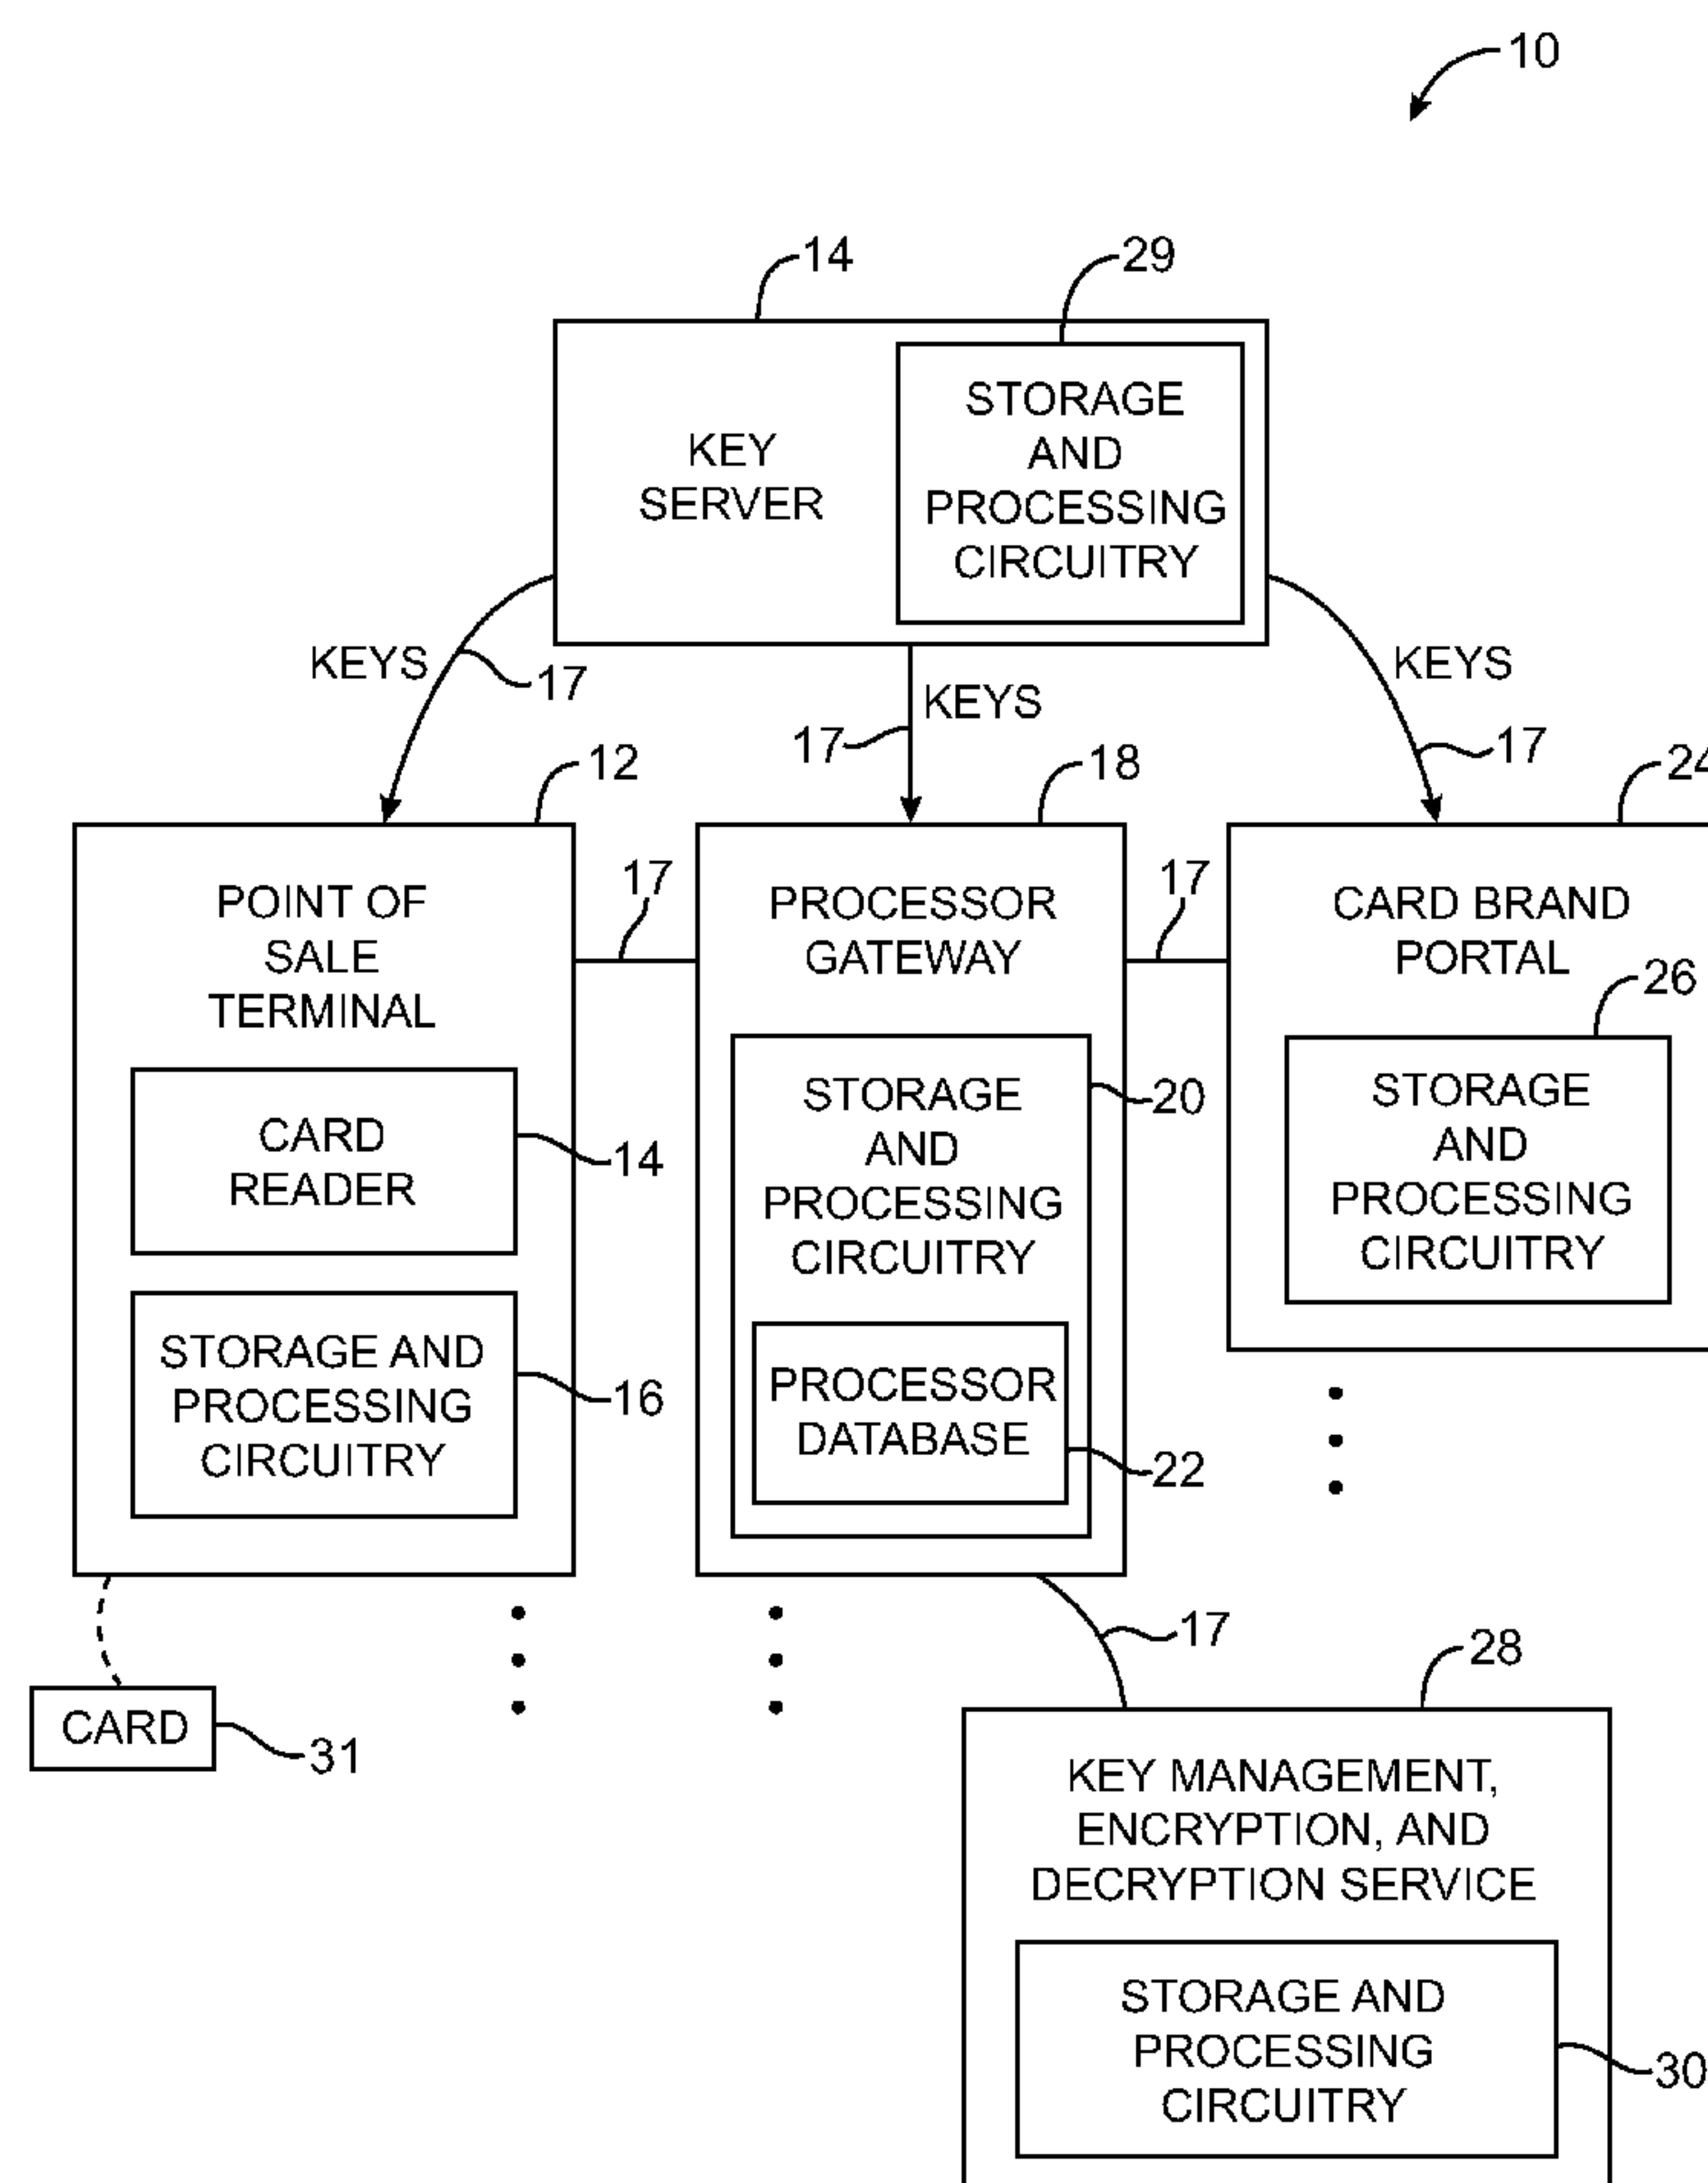 10
14
29
KEY
SERVER
STORAGE
AND
PROCESSING
CIRCUITRY
KEYS
17
KEYS
17
KEYS
17
12
18
24
POINT OF
SALE
TERMINAL
17
PROCESSOR
GATEWAY
17
CARD BRAND
PORTAL
26
CARD
READER
14
STORAGE AND
PROCESSING
CIRCUITRY
16
STORAGE
AND
PROCESSING
CIRCUITRY
20
PROCESSOR
DATABASE
22
STORAGE
AND
PROCESSING
CIRCUITRY
CARD
31
17
28
KEY MANAGEMENT,
ENCRYPTION, AND
DECRYPTION SERVICE
STORAGE AND
PROCESSING
CIRCUITRY
30